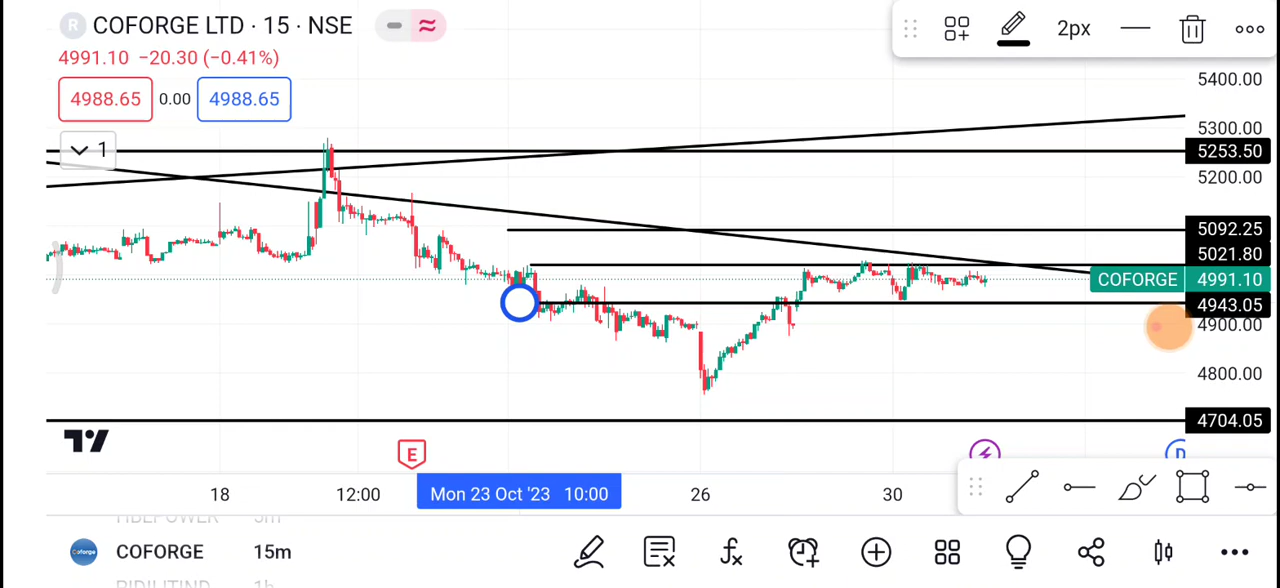 R COFORGE LTD · 15 · NSE
4991.10 −20.30 (−0.41%)
4988.65 0.00 4988.65
1
2px
5400.00
5300.00
5253.50
5200.00
5092.25
5021.80
COFORGE 4991.10
4943.05
4900.00
4800.00
4704.05
E
D
18 12:00 Mon 23 Oct '23 10:00 26 30
COFORGE 15m